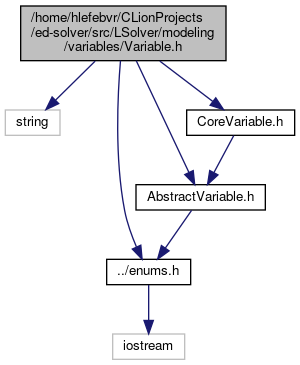 /home/hlefebvr/CLionProjects
/ed-solver/src/LSolver/modeling
/variables/Variable.h
string
CoreVariable.h
AbstractVariable.h
../enums.h
iostream